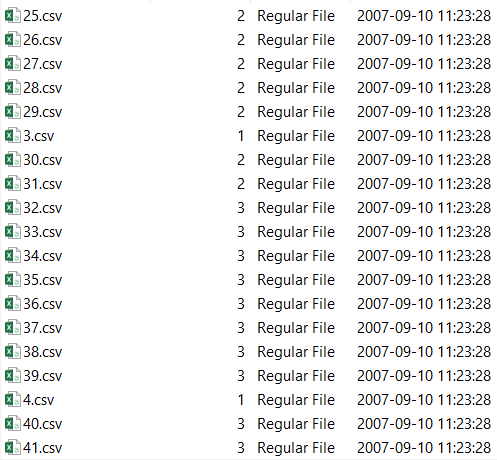 25.csv 2 Regular File 2007-09-10 11:23:28
26.csv 2 Regular File 2007-09-10 11:23:28
27.csv 2 Regular File 2007-09-10 11:23:28
28.csv 2 Regular File 2007-09-10 11:23:28
29.csv 2 Regular File 2007-09-10 11:23:28
3.csv 1 Regular File 2007-09-10 11:23:28
30.csv 2 Regular File 2007-09-10 11:23:28
31.csv 2 Regular File 2007-09-10 11:23:28
32.csv 3 Regular File 2007-09-10 11:23:28
33.csv 3 Regular File 2007-09-10 11:23:28
34.csv 3 Regular File 2007-09-10 11:23:28
35.csv 3 Regular File 2007-09-10 11:23:28
36.csv 3 Regular File 2007-09-10 11:23:28
37.csv 3 Regular File 2007-09-10 11:23:28
38.csv 3 Regular File 2007-09-10 11:23:28
39.csv 3 Regular File 2007-09-10 11:23:28
4.csv 1 Regular File 2007-09-10 11:23:28
40.csv 3 Regular File 2007-09-10 11:23:28
41.csv 3 Regular File 2007-09-10 11:23:28